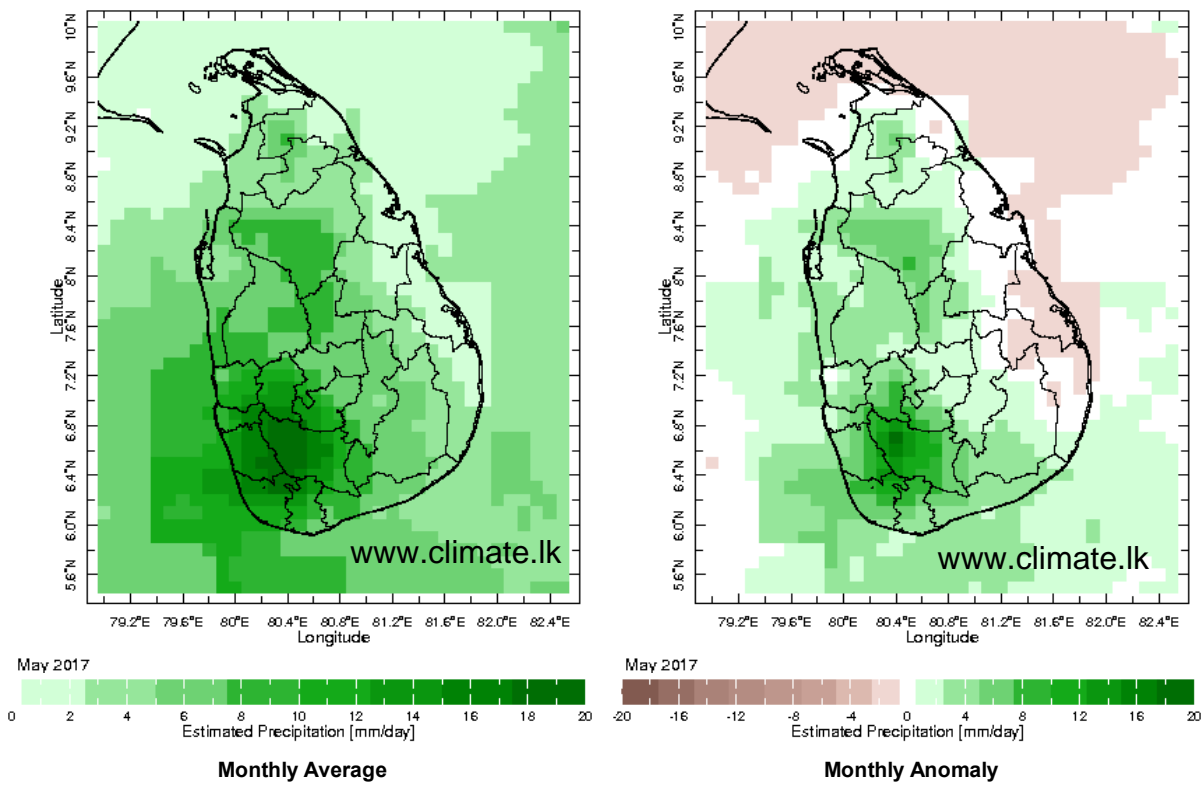 10°N
9.6°N
9.2°N
8.8°N
8.4°N
8°N
7.6°N
7.2°N
6.8°N
6.4°N
6.0°N
5.6°N
Latitude
www.climate.lk
79.2°E 79.6°E 80°E 80.4°E 80.8°E 81.2°E 81.6°E 82.0°E 82.4°E
Longitude
May 2017
0 2 4 6 8 10 12 14 16 18 20
Estimated Precipitation [mm/day]
Monthly Average
10°N
9.6°N
9.2°N
8.8°N
8.4°N
8°N
7.6°N
7.2°N
6.8°N
6.4°N
6.0°N
5.6°N
Latitude
www.climate.lk
79.2°E 79.6°E 80°E 80.4°E 80.8°E 81.2°E 81.6°E 82.0°E 82.4°E
Longitude
May 2017
-20 -16 -12 -8 -4 0 4 8 12 16 20
Estimated Precipitation [mm/day]
Monthly Anomaly